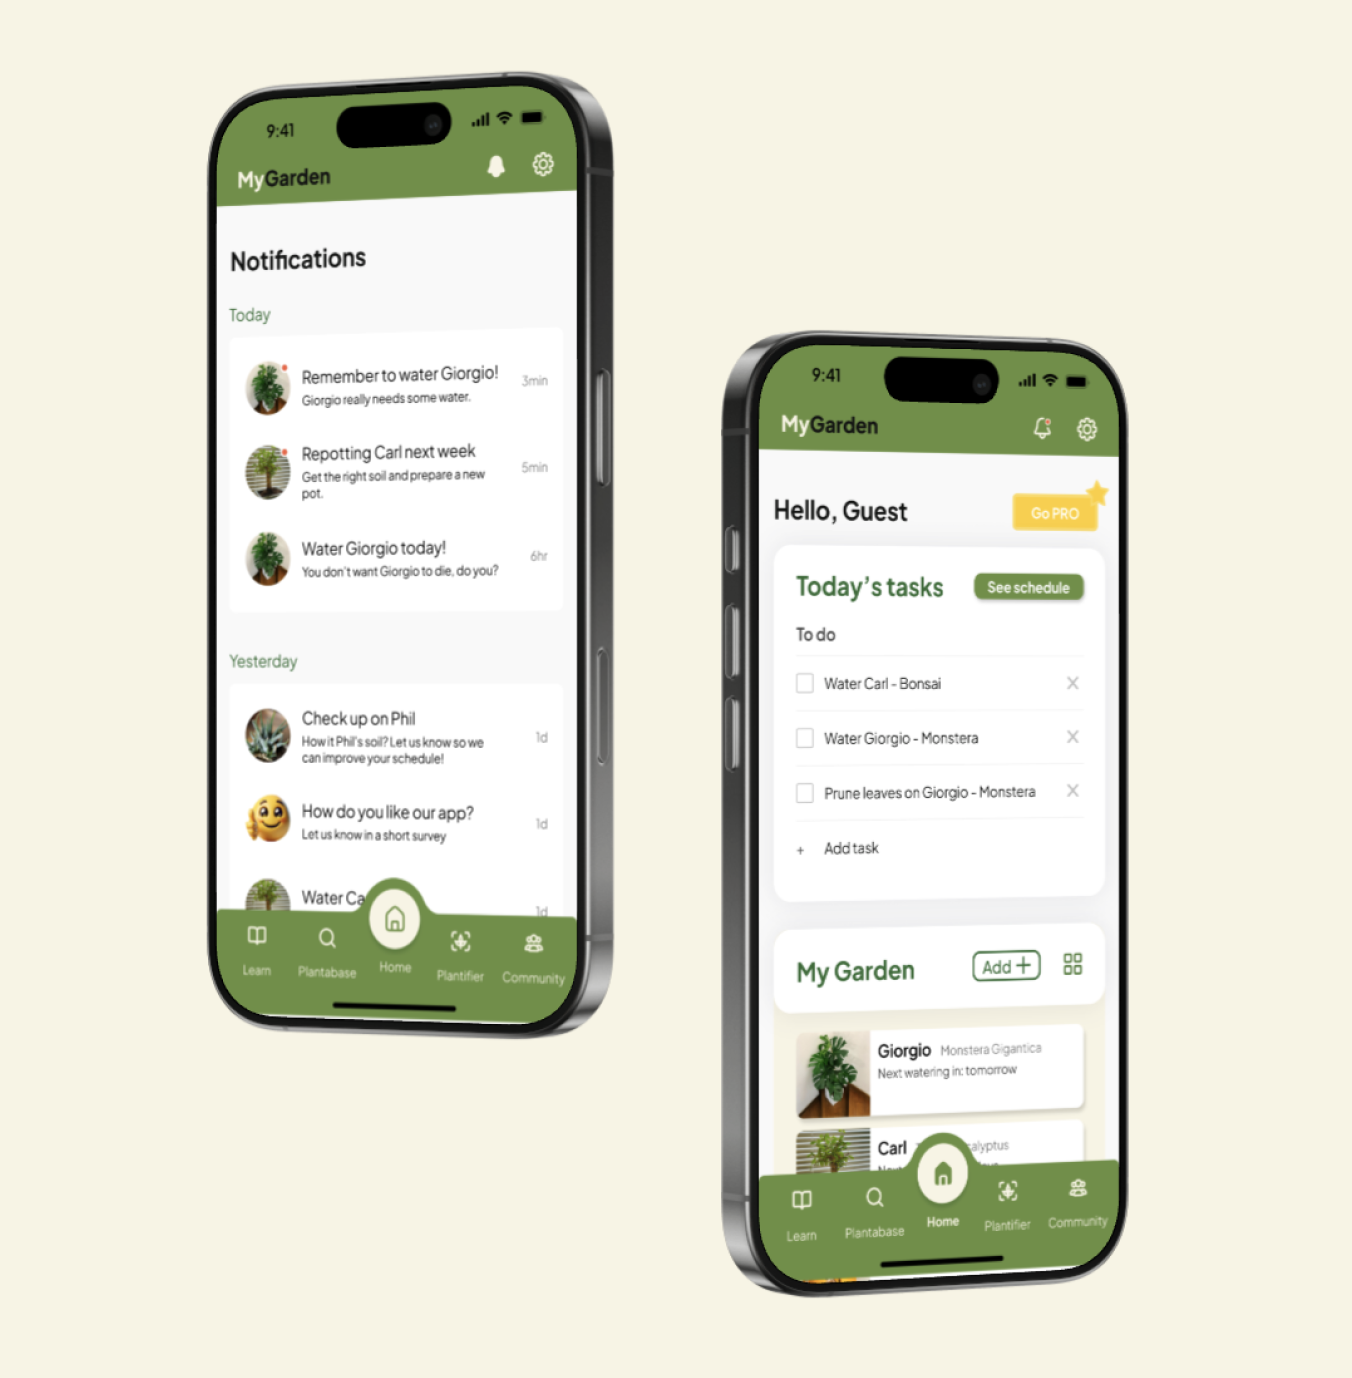 9:41
MyGarden
Notifications
Today
Remember to water Giorgio!
3min
Giorgio really needs some water.
Repotting Carl next week
5min
Get the right soil and prepare a new
pot.
Water Giorgio today!
6hr
You don't want Giorgio to die, do you?
Yesterday
Check up on Phil
1d
How it Phil's soil? Let us know so we
can improve your schedule!
How do you like our app?
1d
Let us know in a short survey
Water Ca
1d
Learn
Plantabase
Home
Plantifier
Community
9:41
MyGarden
Hello, Guest
Go PRO
Today's tasks
See schedule
To do
Water Carl - Bonsai
X
Water Giorgio - Monstera
X
Prune leaves on Giorgio - Monstera
X
+ Add task
My Garden
Add +
Giorgio Monstera Gigantica
Next watering in: tomorrow
Carl
Learn
Plantabase
Home
Plantifier
Community